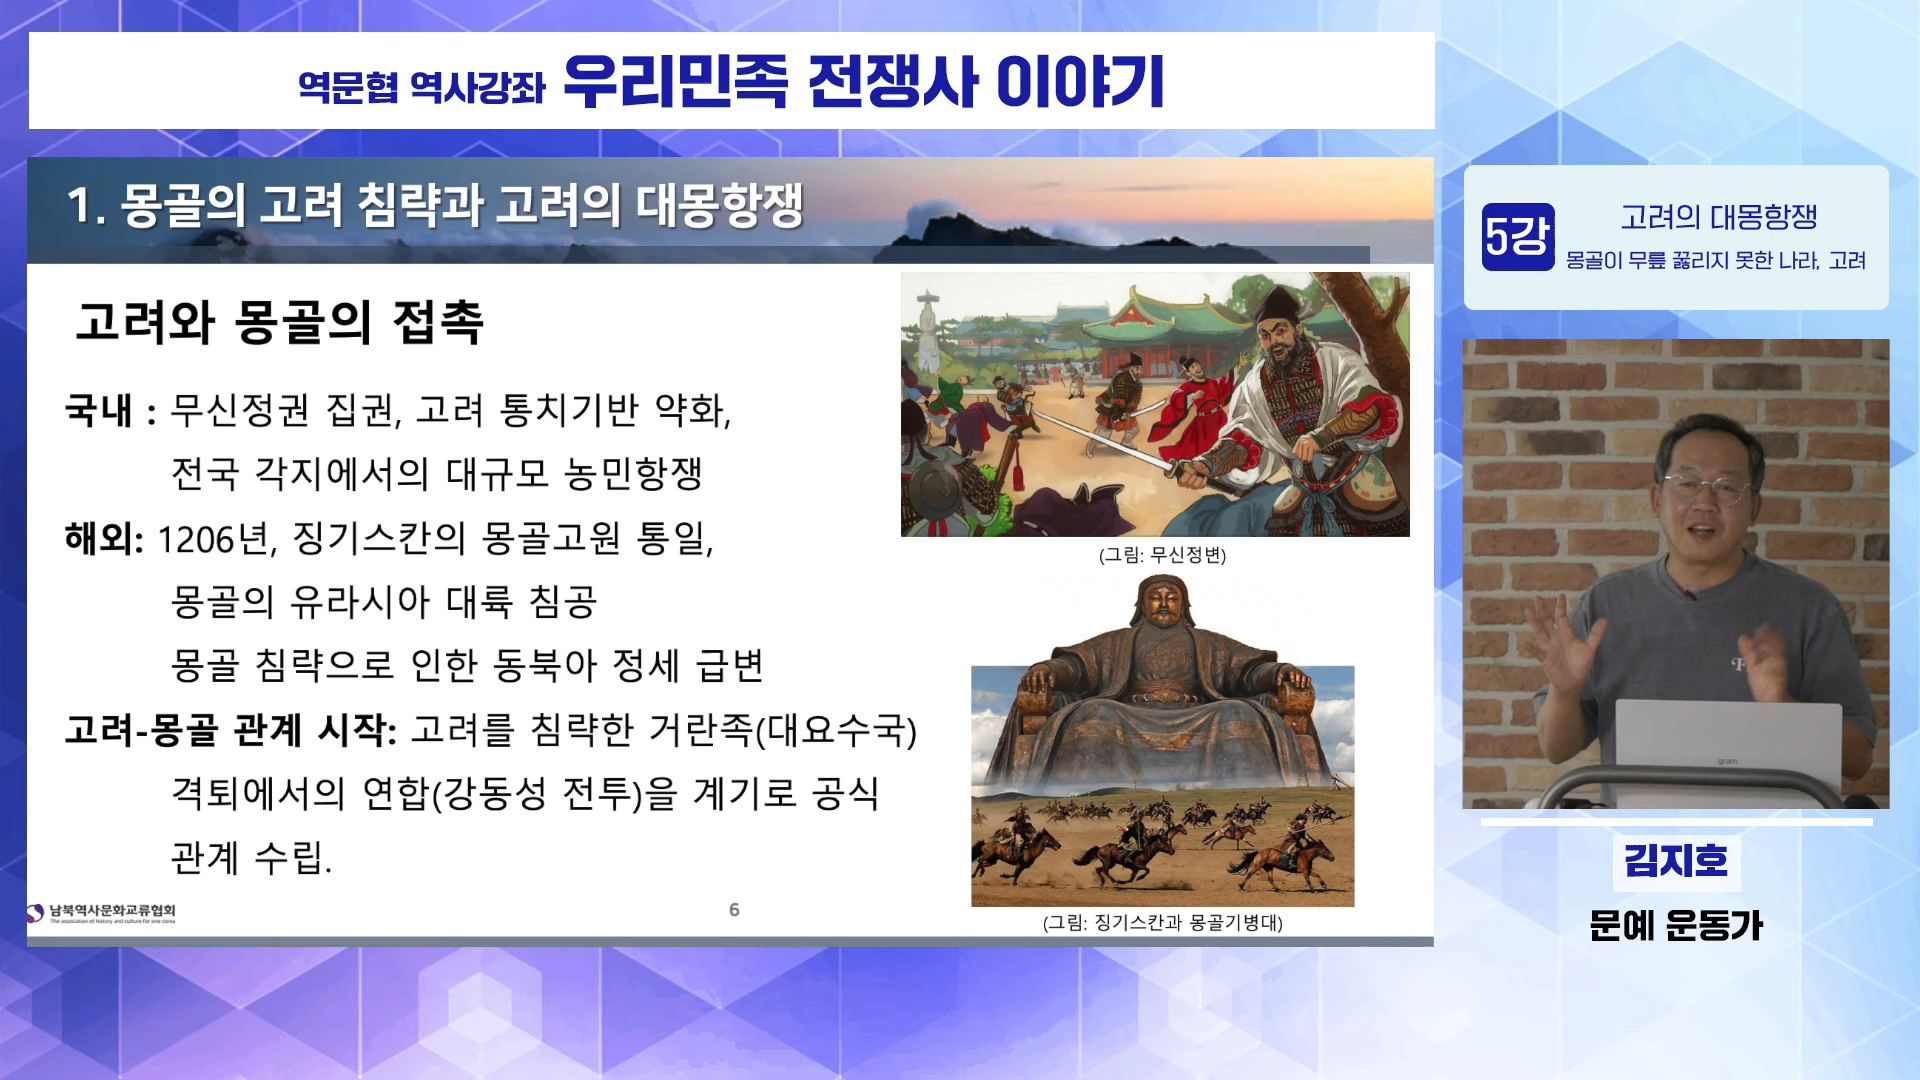 역문협 역사강좌 우리민족 전쟁사 이야기
1. 몽골의 고려 침략과 고려의 대몽항쟁
고려와 몽골의 접촉
국내 : 무신정권 집권, 고려 통치기반 약화,
전국 각지에서의 대규모 농민항쟁
해외: 1206년, 징기스칸의 몽골고원 통일,
몽골의 유라시아 대륙 침공
몽골 침략으로 인한 동북아 정세 급변
고려-몽골 관계 시작: 고려를 침략한 거란족(대요수국)
격퇴에서의 연합(강동성 전투)을 계기로 공식
관계 수립.
(그림: 무신정변)
(그림: 징기스칸과 몽골기병대)
남북역사문화교류협회
The association of history and culture for one corea
6
5강
고려의 대몽항쟁
몽골이 무릎 꿇리지 못한 나라, 고려
gram
김지호
문예 운동가